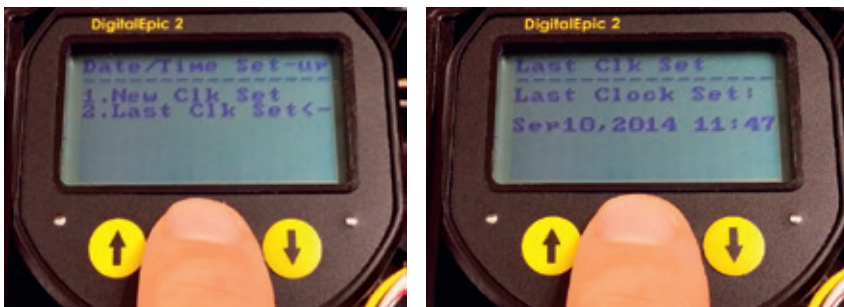 DigitalEpic 2
Date/Time Set-up
1.New Clk Set
2.Last Clk Set<-
DigitalEpic 2
Last Clk Set
Last Clock Set:
Sep10,2014 11:47